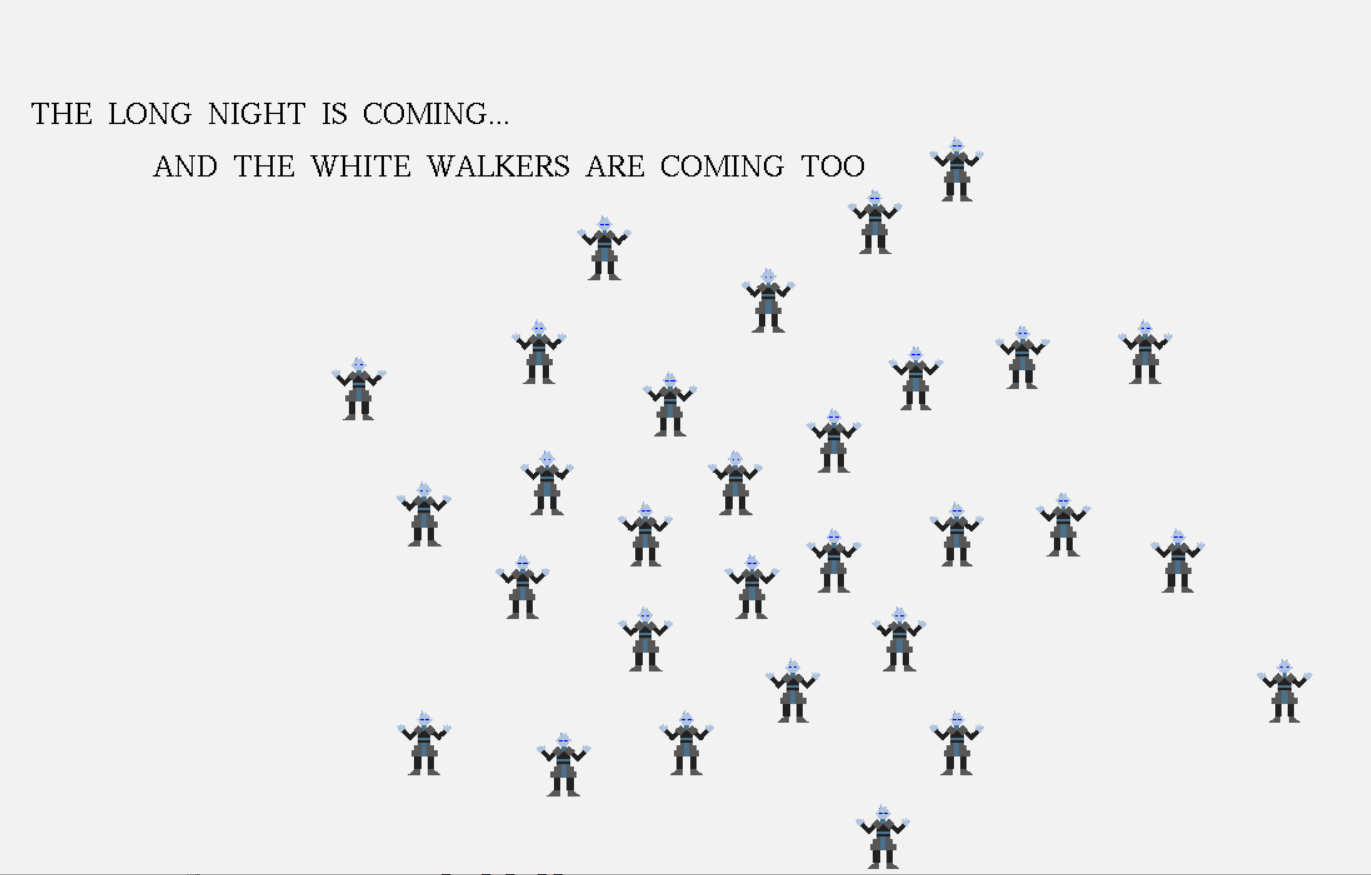 THE LONG NIGHT IS COMING...
AND THE WHITE WALKERS ARE COMING TOO